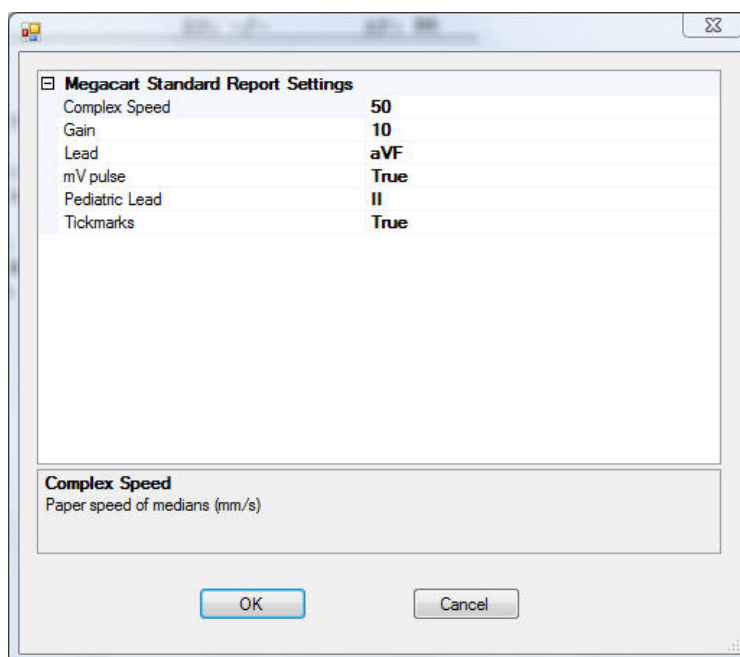 Megacart Standard Report Settings
Complex Speed 50
Gain 10
Lead aVF
mV pulse True
Pediatric Lead II
Tickmarks True
Complex Speed
Paper speed of medians (mm/s)
OK Cancel